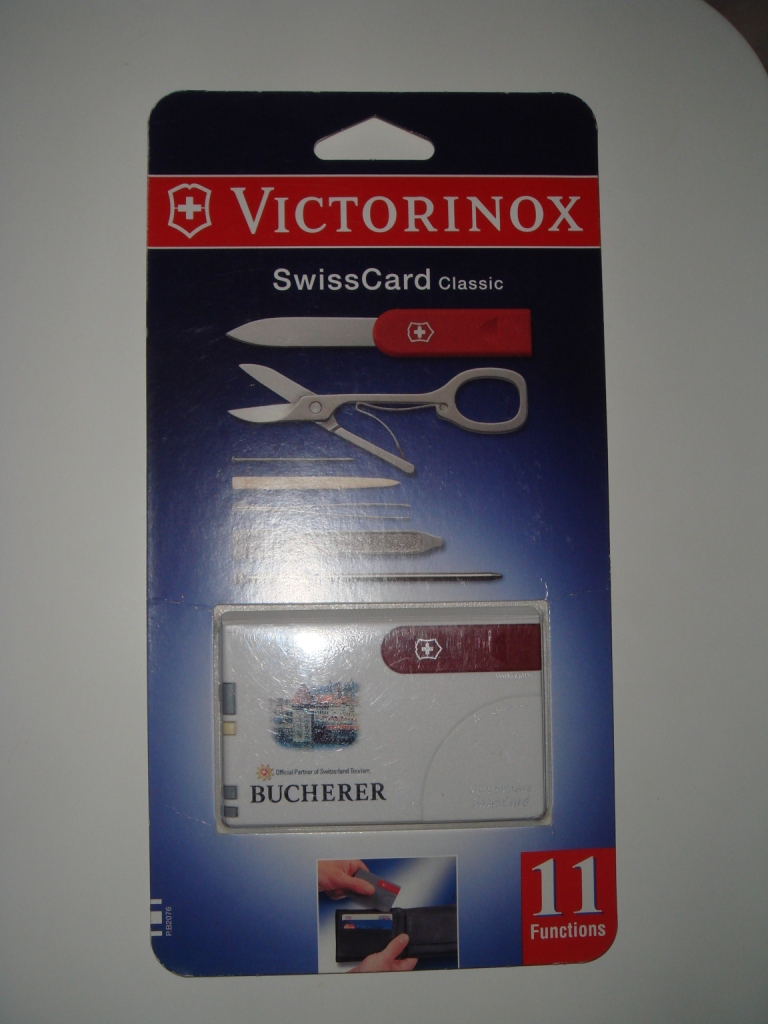 VICTORINOX
SwissCard Classic
Official Partner of Switzerland Tourism.
BUCHERER
11
Functions